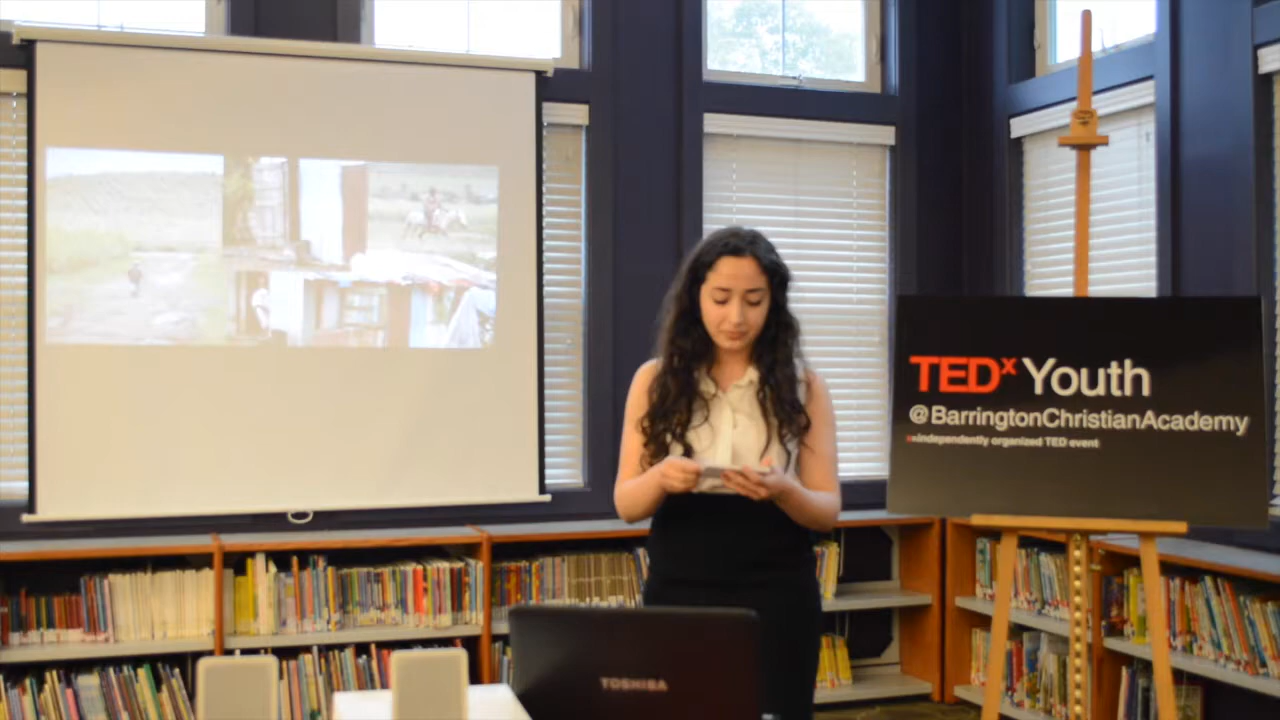 TEDx Youth
@BarringtonChristianAcademy
x=independently organized TED event
TOSHIBA